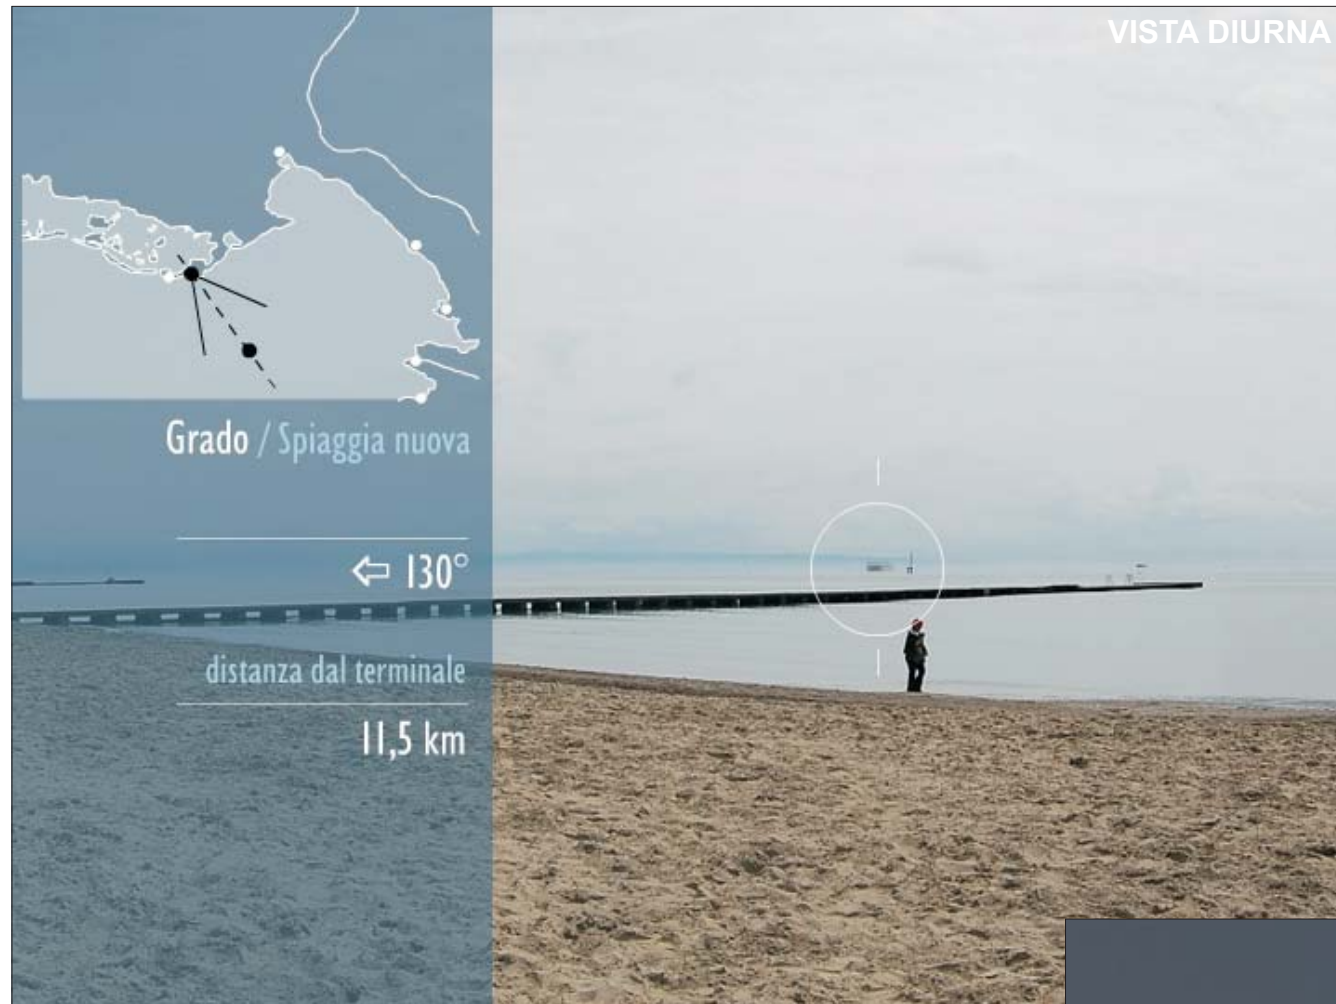 VISTA DIURNA
Grado / Spiaggia nuova
130°
distanza dal terminale
11,5 km